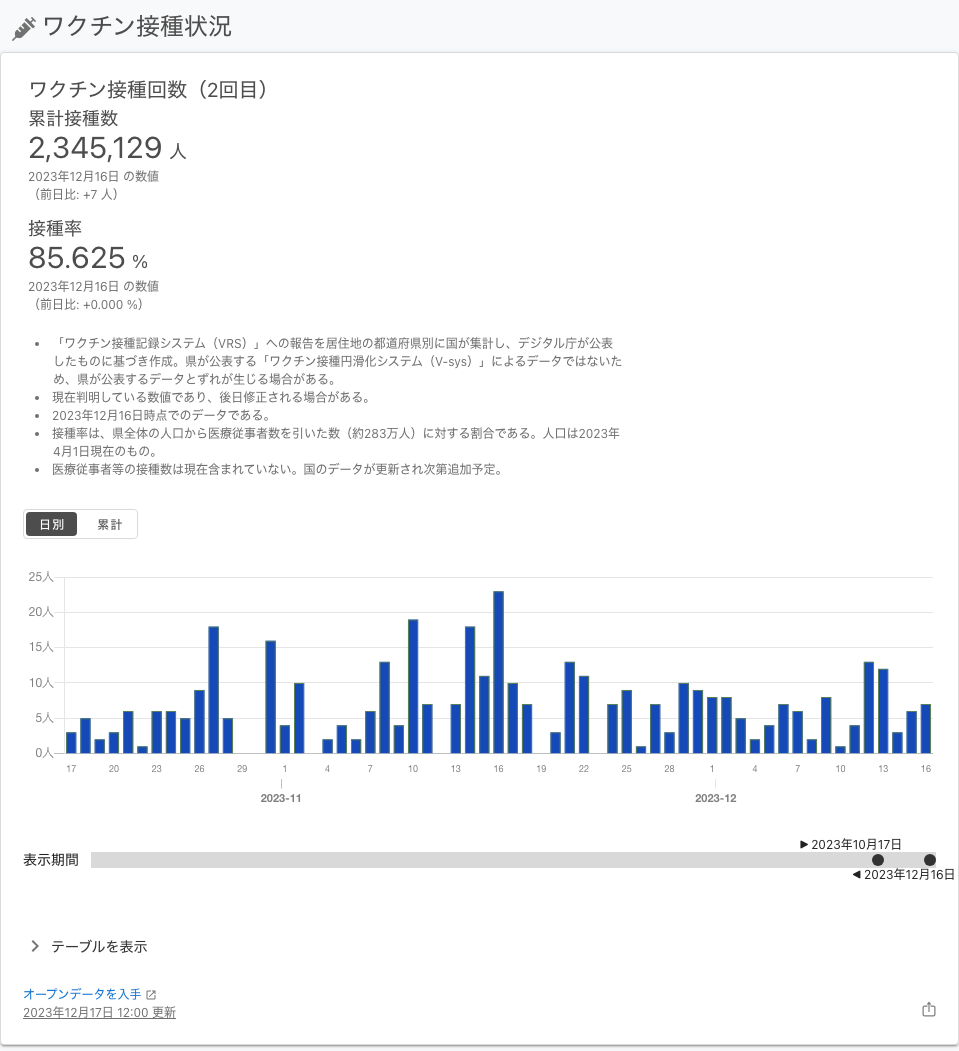 ワクチン接種状況
ワクチン接種回数（2回目）
累計接種数
2,345,129 人
2023年12月16日 の数値
（前日比: +7 人）
接種率
85.625 %
2023年12月16日 の数値
（前日比: +0.000 %）
• 「ワクチン接種記録システム（VRS）」への報告を居住地の都道府県別に国が集計し、デジタル庁が公表
したものに基づき作成。県が公表する「ワクチン接種円滑化システム（V-sys）」によるデータではないた
め、県が公表するデータとずれが生じる場合がある。
• 現在判明している数値であり、後日修正される場合がある。
• 2023年12月16日時点でのデータである。
• 接種率は、県全体の人口から医療従事者数を引いた数（約283万人）に対する割合である。人口は2023年
4月1日現在のもの。
• 医療従事者等の接種数は現在含まれていない。国のデータが更新され次第追加予定。
日別 累計
25人
20人
15人
10人
5人
0人
17 20 23 26 29 1 4 7 10 13 16 19 22 25 28 1 4 7 10 13 16
2023-11 2023-12
▶ 2023年10月17日
表示期間
◀ 2023年12月16日
テーブルを表示
オープンデータを入手
2023年12月17日 12:00 更新